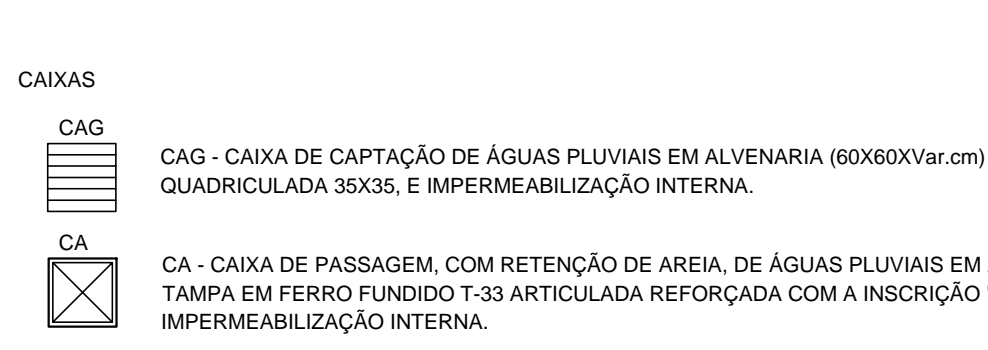 CAIXAS
CAG
CAG - CAIXA DE CAPTAÇÃO DE ÁGUAS PLUVIAIS EM ALVENARIA (60X60XVar.cm)
QUADRICULADA 35X35, E IMPERMEABILIZAÇÃO INTERNA.
CA
CA - CAIXA DE PASSAGEM, COM RETENÇÃO DE AREIA, DE ÁGUAS PLUVIAIS EM
TAMPA EM FERRO FUNDIDO T-33 ARTICULADA REFORÇADA COM A INSCRIÇÃO
IMPERMEABILIZAÇÃO INTERNA.